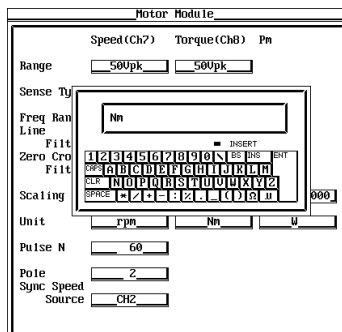 Motor Module
Speed(Ch7) Torque(Ch8) Pm
Range 50Vpk 50Vpk
Sense Ty
Freq Ran
Nm
Line
Filt
INSERT
Zero Cro
1 2 3 4 5 6 7 8 9 0 \ BS INS ENT
Filt
CAPS A B C D E F G H I J K L M
CLR N O P Q R S T U V W X Y Z
Scaling
SPACE * / + - : % . _ ( ) Ω µ
000
Unit rpm Nm W
Pulse N 60
Pole 2
Sync Speed
Source CH2